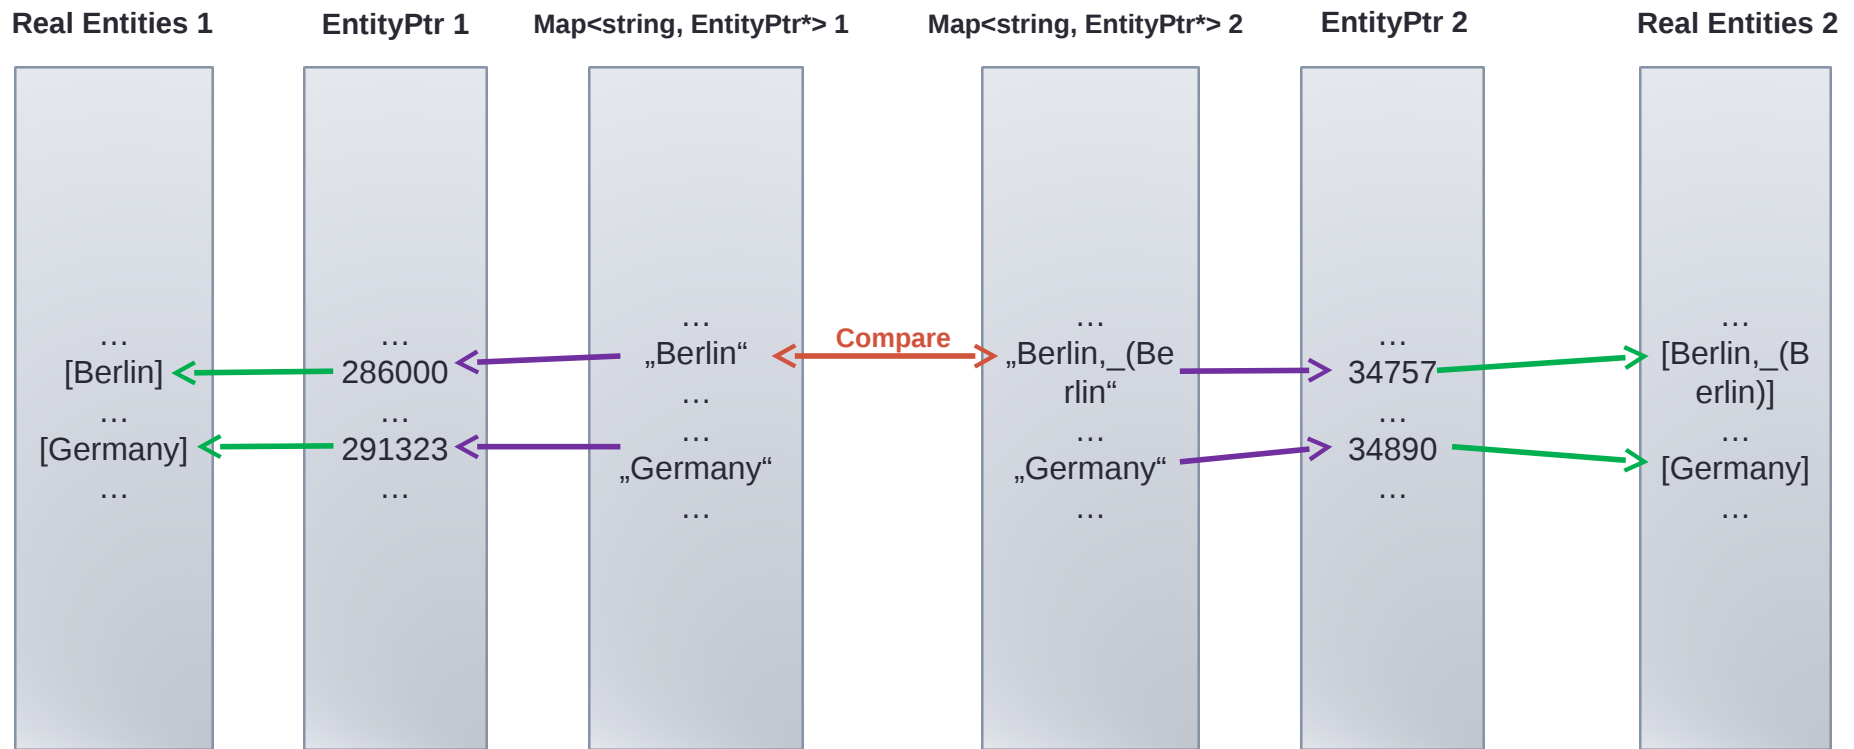 Real Entities 1
EntityPtr 1
Map<string, EntityPtr*> 1
Map<string, EntityPtr*> 2
EntityPtr 2
Real Entities 2
…
[Berlin]
…
[Germany]
…
…
286000
…
291323
…
…
„Berlin“
…
…
„Germany“
…
Compare
…
„Berlin,_(Be
rlin“
…
„Germany“
…
…
34757
…
34890
…
…
[Berlin,_(B
erlin)]
…
[Germany]
…